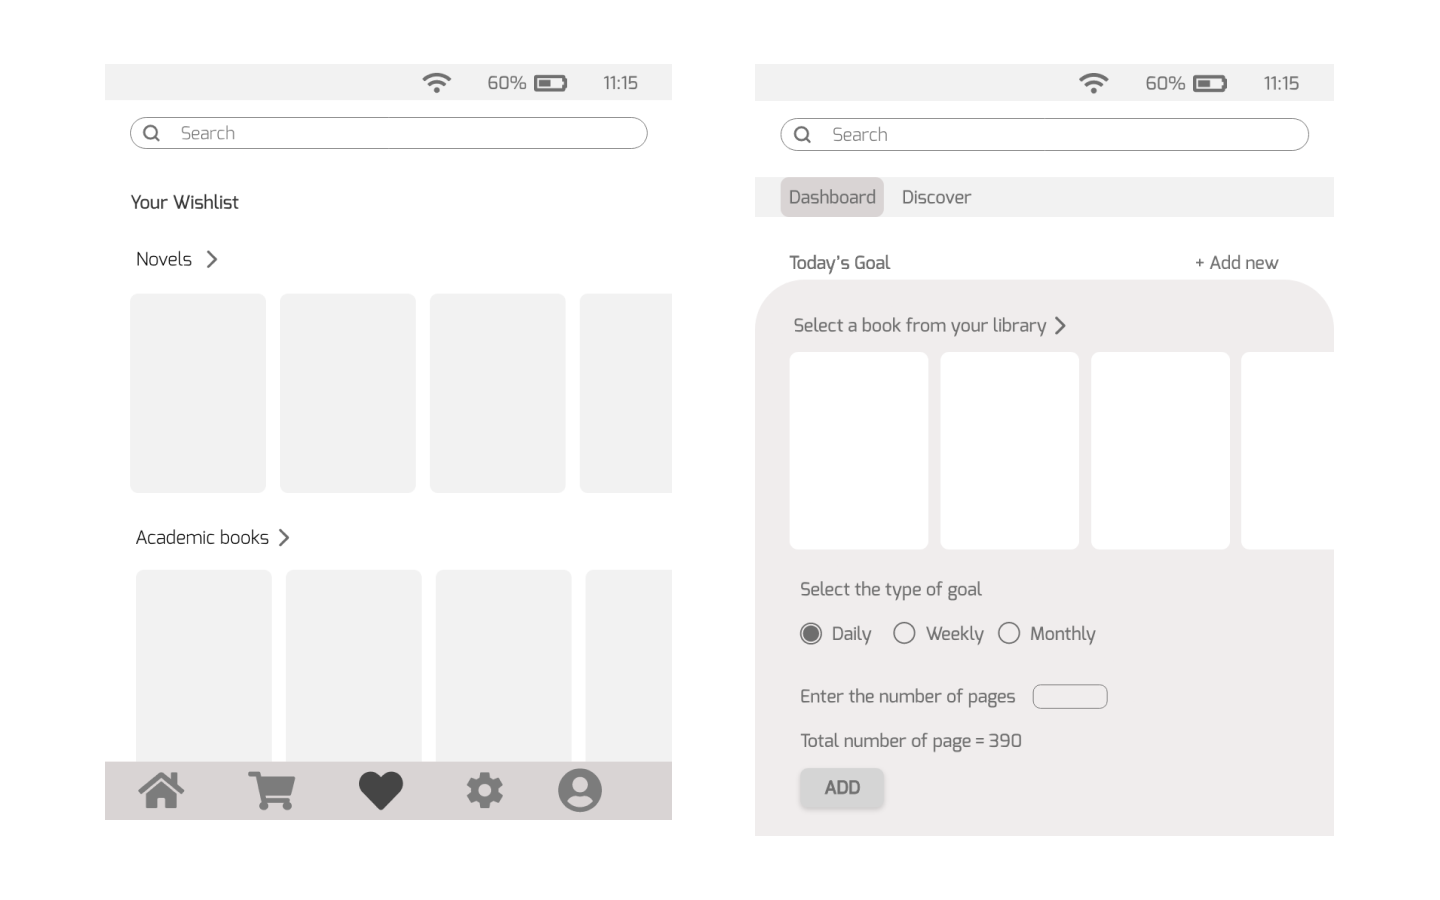 60% 11:15
Search
Your Wishlist
Novels
Academic books
60% 11:15
Search
Dashboard Discover
Today's Goal + Add new
Select a book from your library
Select the type of goal
Daily Weekly Monthly
Enter the number of pages
Total number of page = 390
ADD